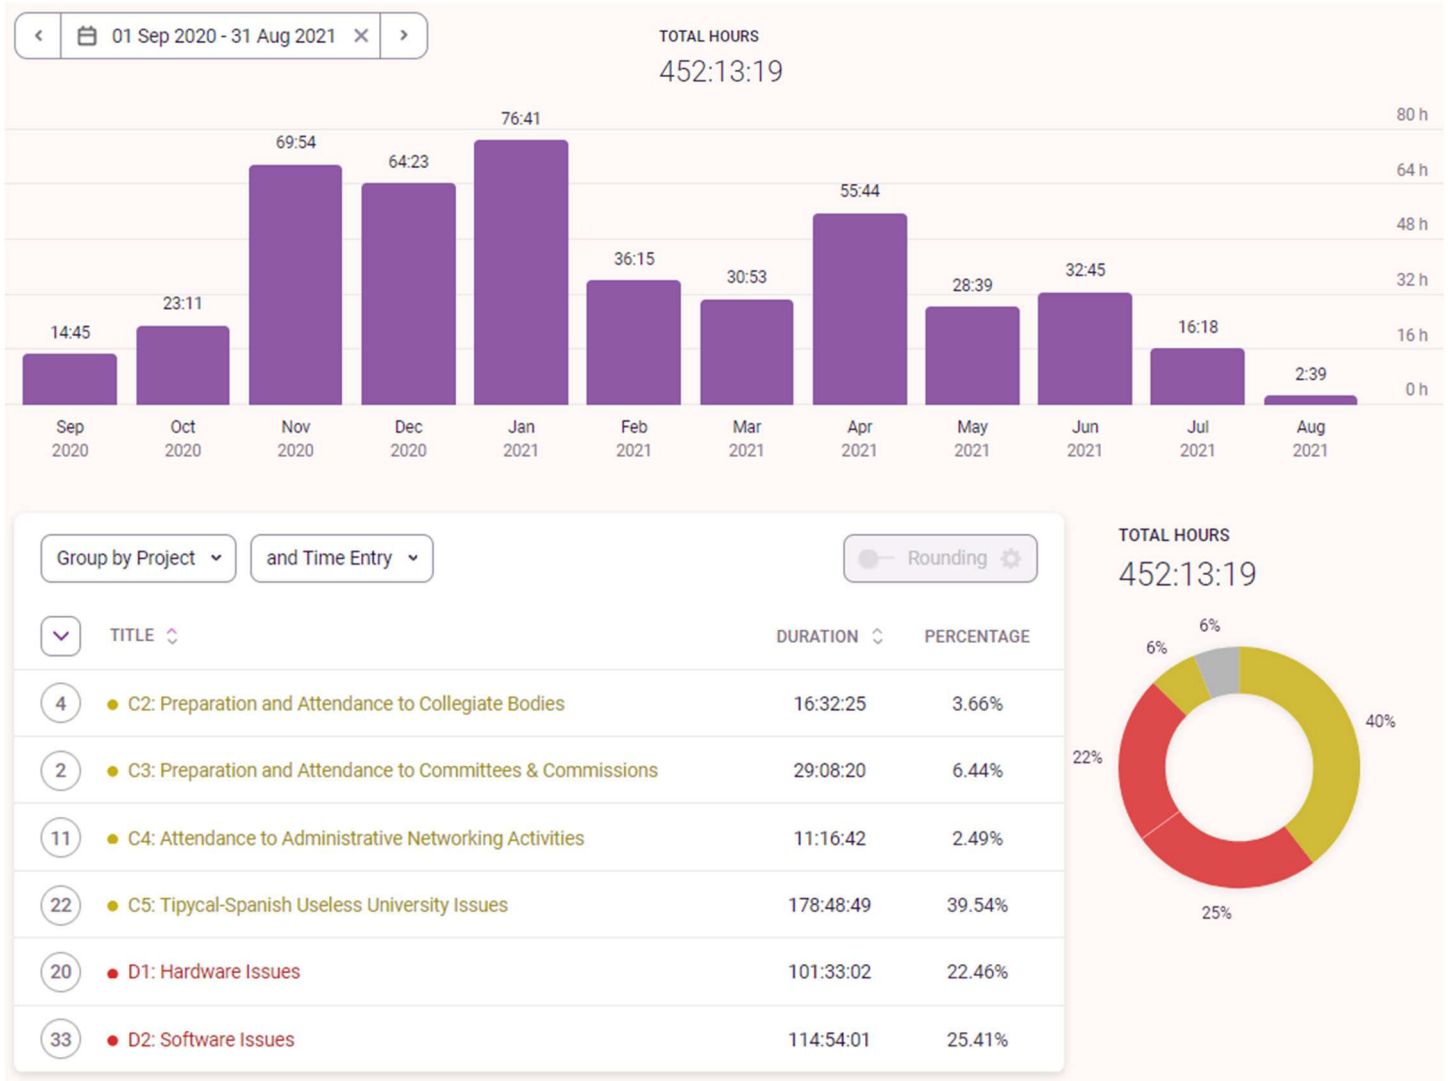 01 Sep 2020 - 31 Aug 2021
TOTAL HOURS
452:13:19
80 h
64 h
48 h
32 h
16 h
0 h
14:45
23:11
69:54
64:23
76:41
36:15
30:53
55:44
28:39
32:45
16:18
2:39
Sep 2020
Oct 2020
Nov 2020
Dec 2020
Jan 2021
Feb 2021
Mar 2021
Apr 2021
May 2021
Jun 2021
Jul 2021
Aug 2021
Group by Project
and Time Entry
Rounding
TITLE DURATION PERCENTAGE
4 C2: Preparation and Attendance to Collegiate Bodies 16:32:25 3.66%
2 C3: Preparation and Attendance to Committees & Commissions 29:08:20 6.44%
11 C4: Attendance to Administrative Networking Activities 11:16:42 2.49%
22 C5: Tipycal-Spanish Useless University Issues 178:48:49 39.54%
20 D1: Hardware Issues 101:33:02 22.46%
33 D2: Software Issues 114:54:01 25.41%
TOTAL HOURS
452:13:19
6%
6%
40%
22%
25%